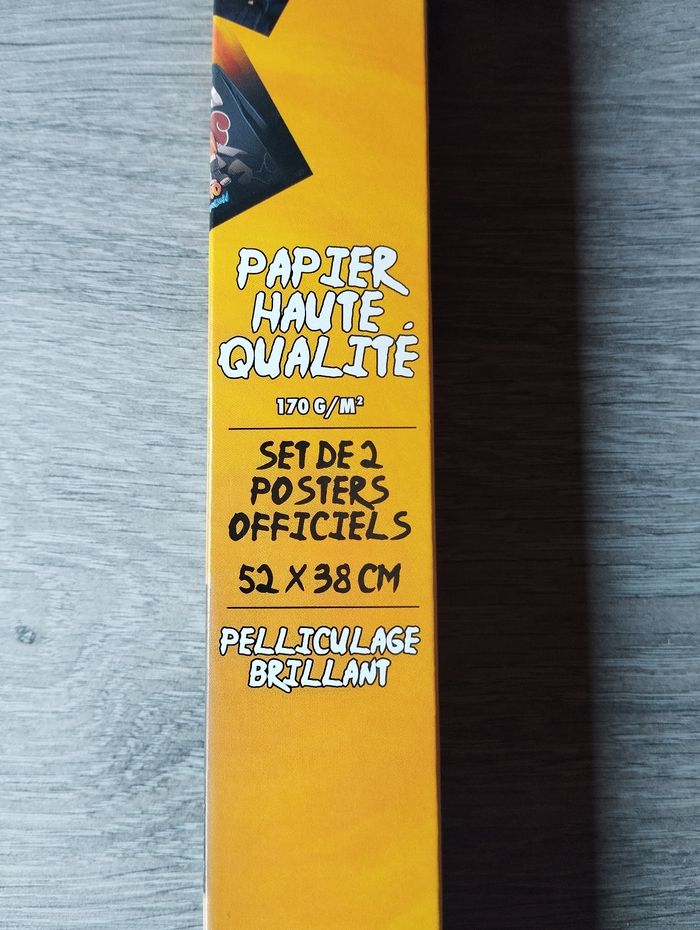 PAPIER
HAUTE
QUALITÉ
170 G/M²
SET DE 2
POSTERS
OFFICIELS
52 X 38 CM
PELLICULAGE
BRILLANT